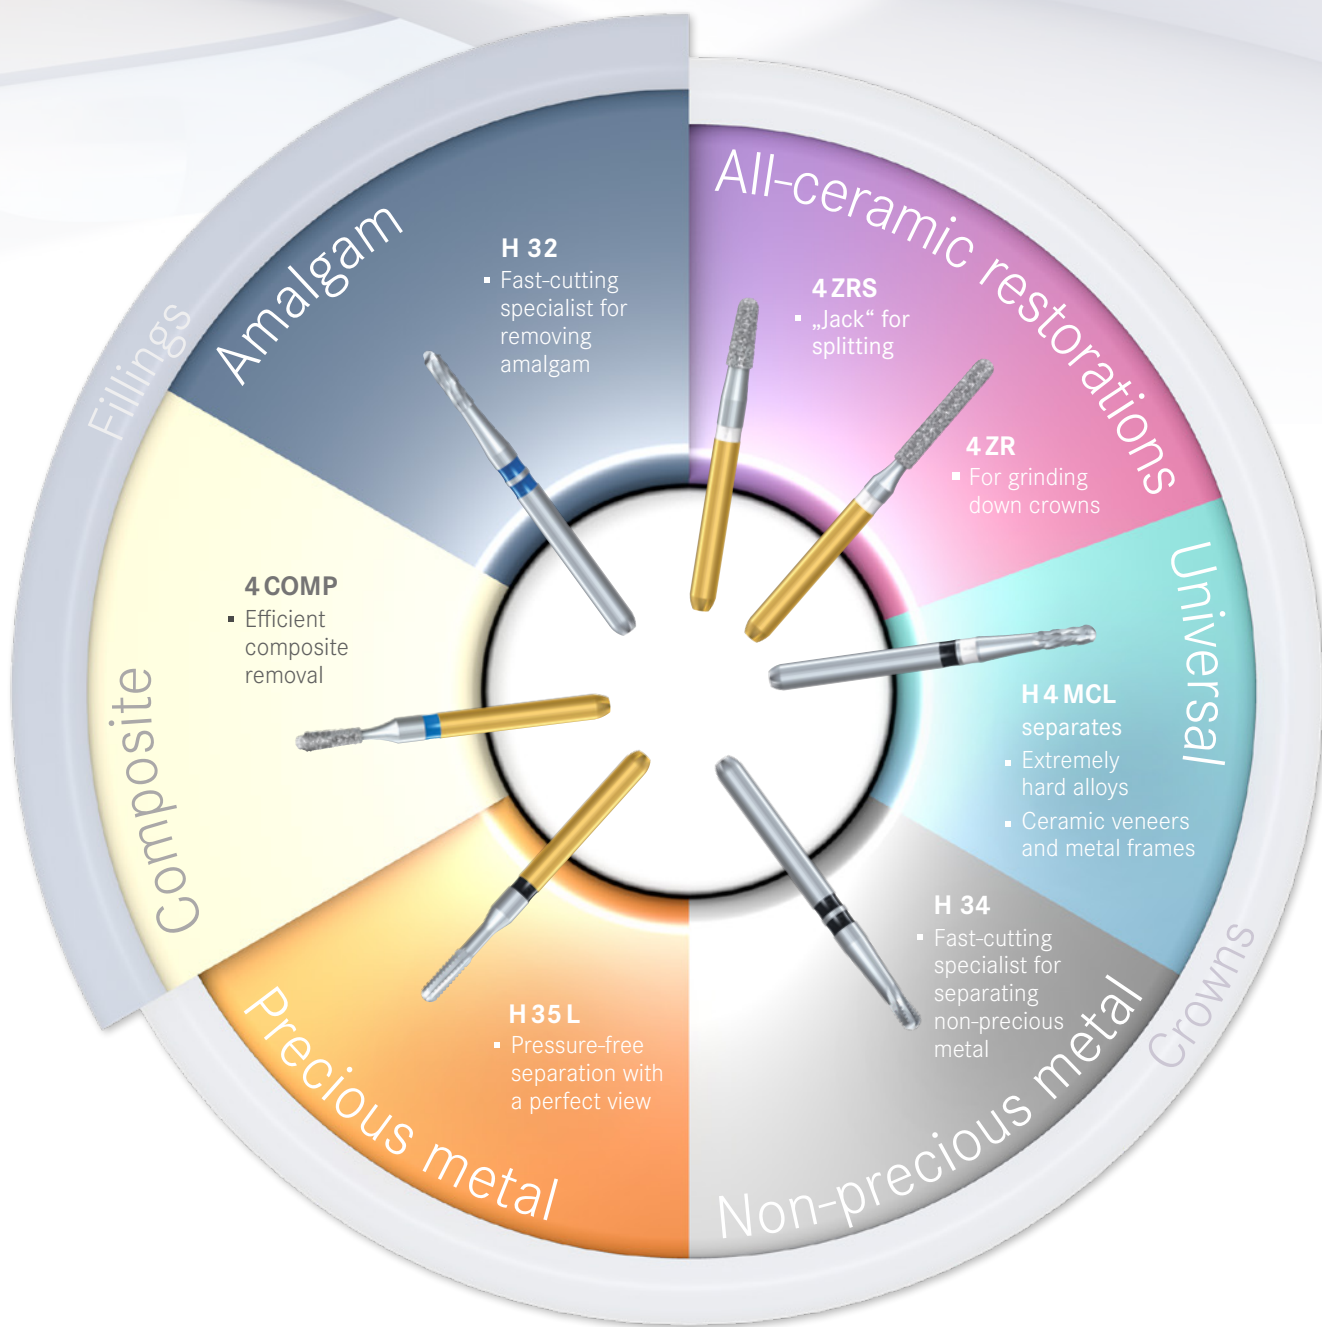 Fillings
Amalgam
H 32
▪ Fast-cutting
specialist for
removing
amalgam
All-ceramic restorations
4 ZRS
▪ „Jack“ for
splitting
4 ZR
▪ For grinding
down crowns
Universal
H 4 MCL
separates
▪ Extremely
hard alloys
▪ Ceramic veneers
and metal frames
Crowns
Non-precious metal
H 34
▪ Fast-cutting
specialist for
separating
non-precious
metal
Precious metal
H 35 L
▪ Pressure-free
separation with
a perfect view
Composite
4 COMP
▪ Efficient
composite
removal